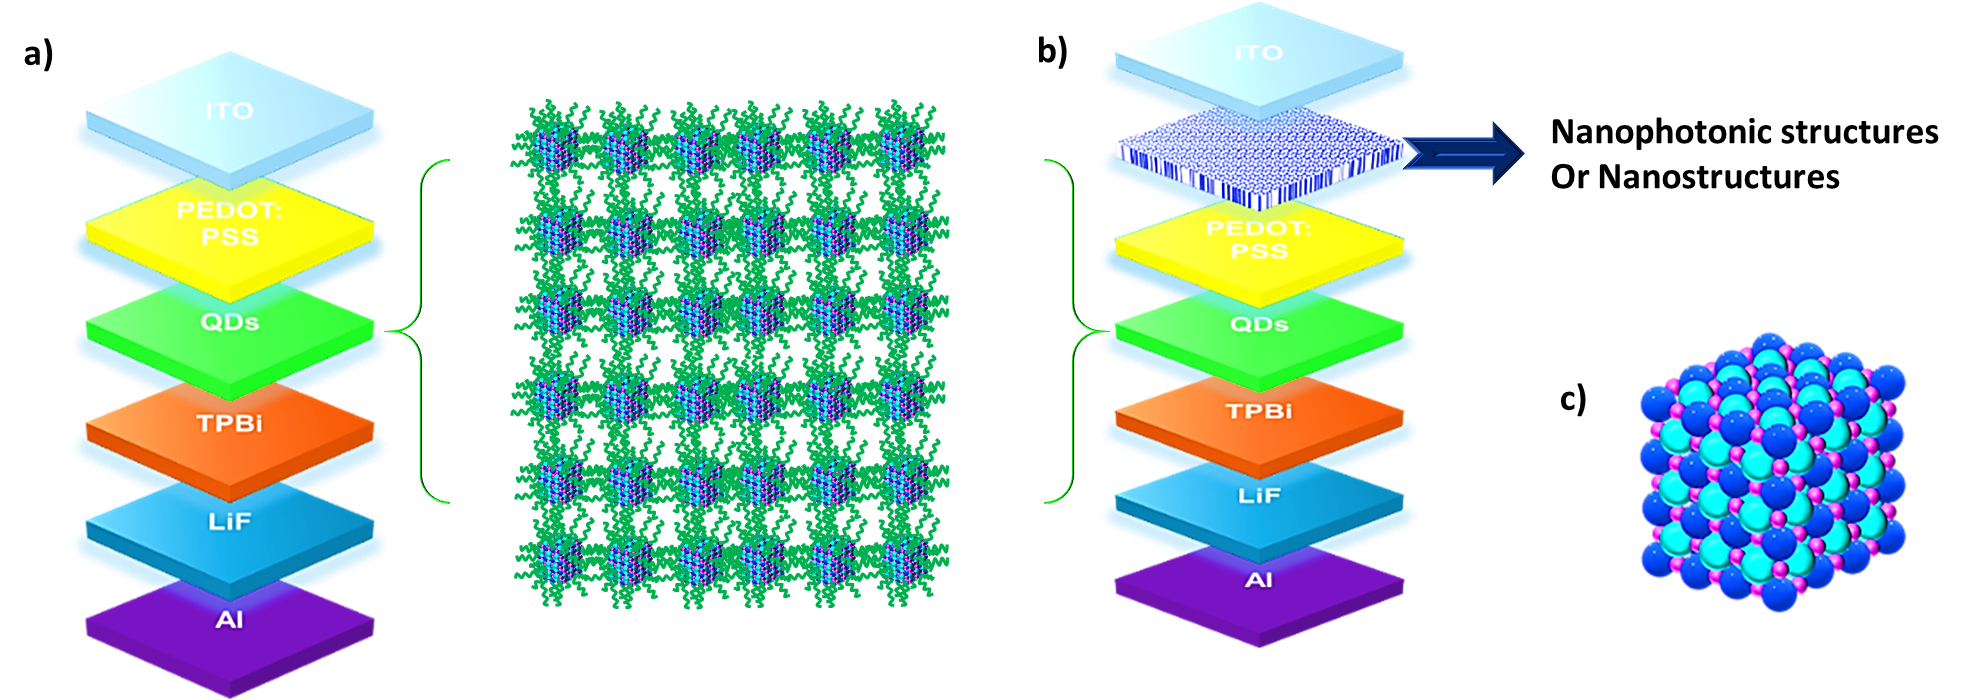 a)
ITO
PEDOT:
PSS
QDs
TPBi
LiF
Al
b)
ITO
Nanophotonic structures
Or Nanostructures
PEDOT:
PSS
QDs
TPBi
LiF
Al
c)